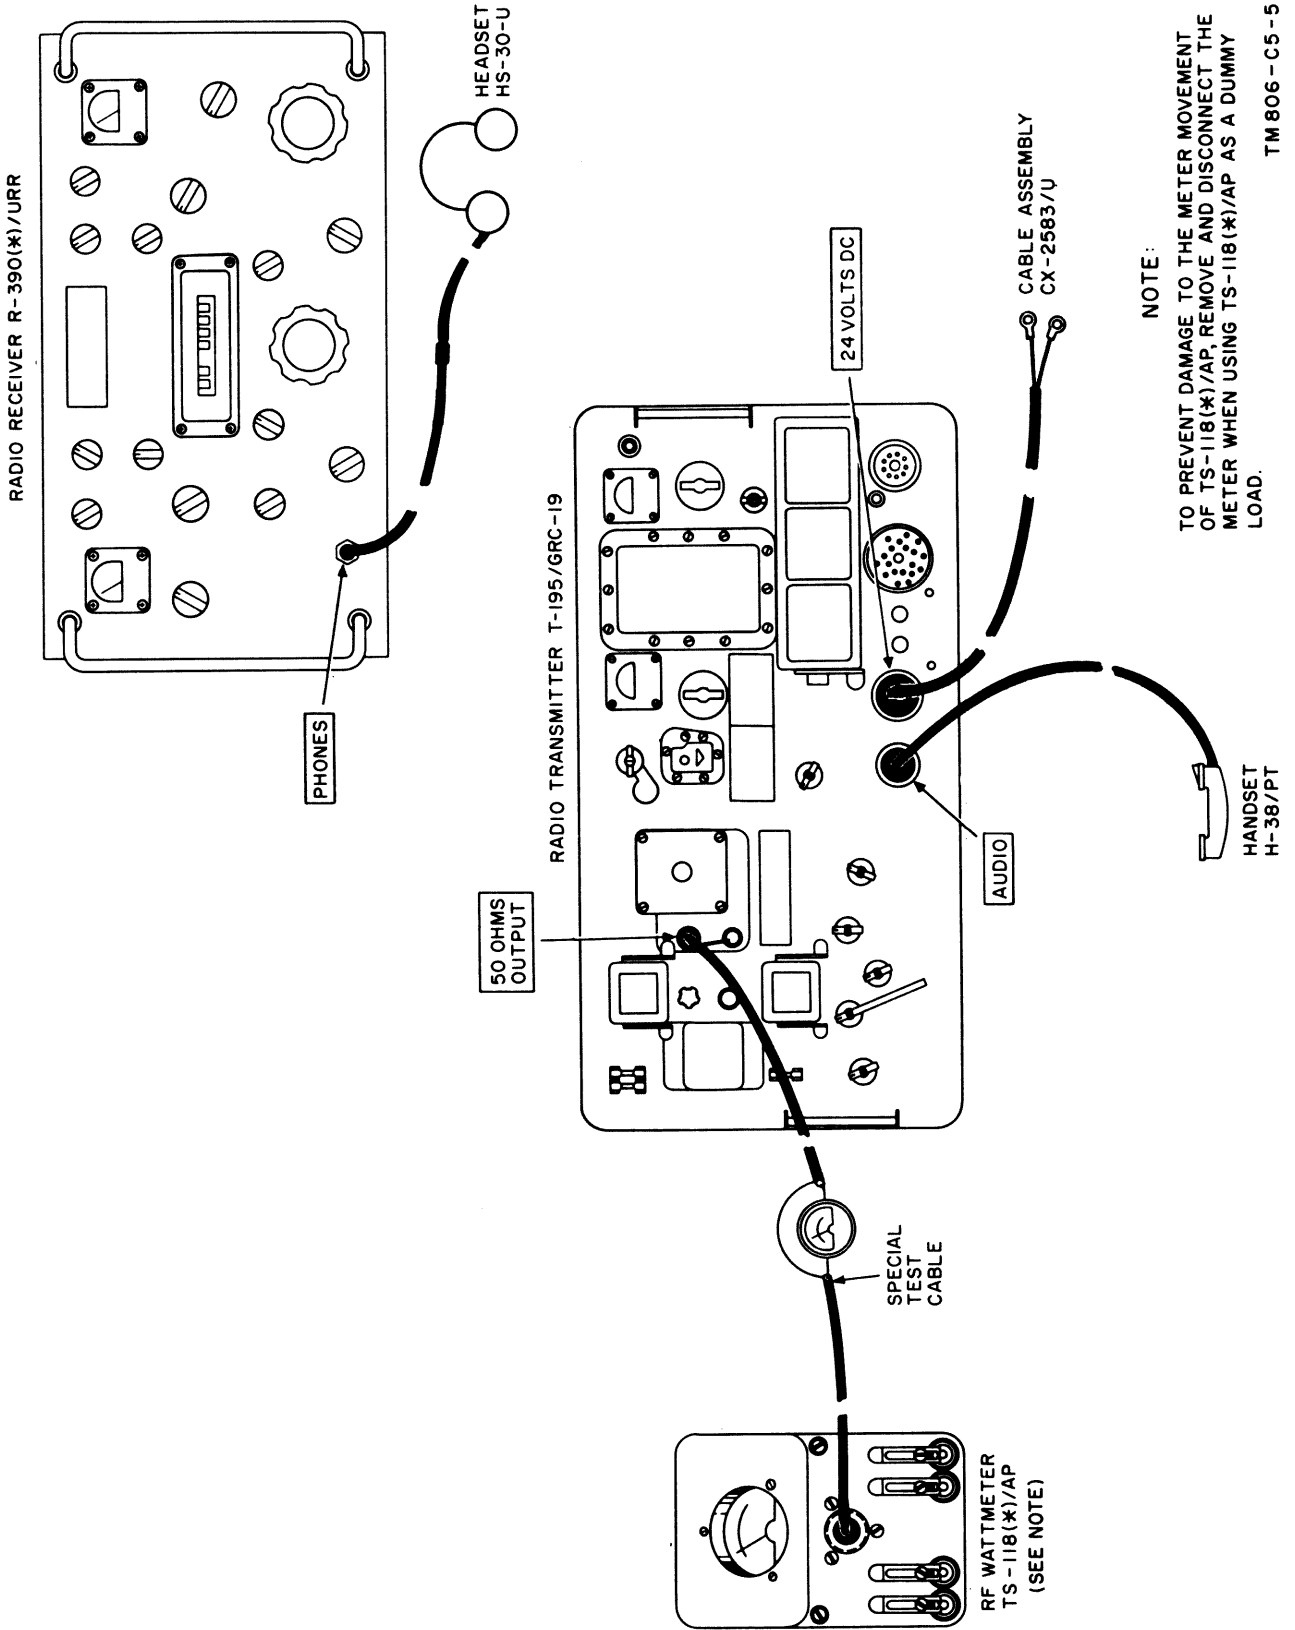 RADIO RECEIVER R-390(*)/URR
HEADSET
HS-30-U
PHONES
RADIO TRANSMITTER T-195/GRC-19
50 OHMS
OUTPUT
24 VOLTS DC
AUDIO
CABLE ASSEMBLY
CX-2583/U
HANDSET
H-38/PT
SPECIAL
TEST
CABLE
RF WATTMETER
TS-118(*)/AP
(SEE NOTE)
NOTE:
TO PREVENT DAMAGE TO THE METER MOVEMENT
OF TS-118(*)/AP, REMOVE AND DISCONNECT THE
METER WHEN USING TS-118(*)/AP AS A DUMMY
LOAD.
TM 806-C5-5